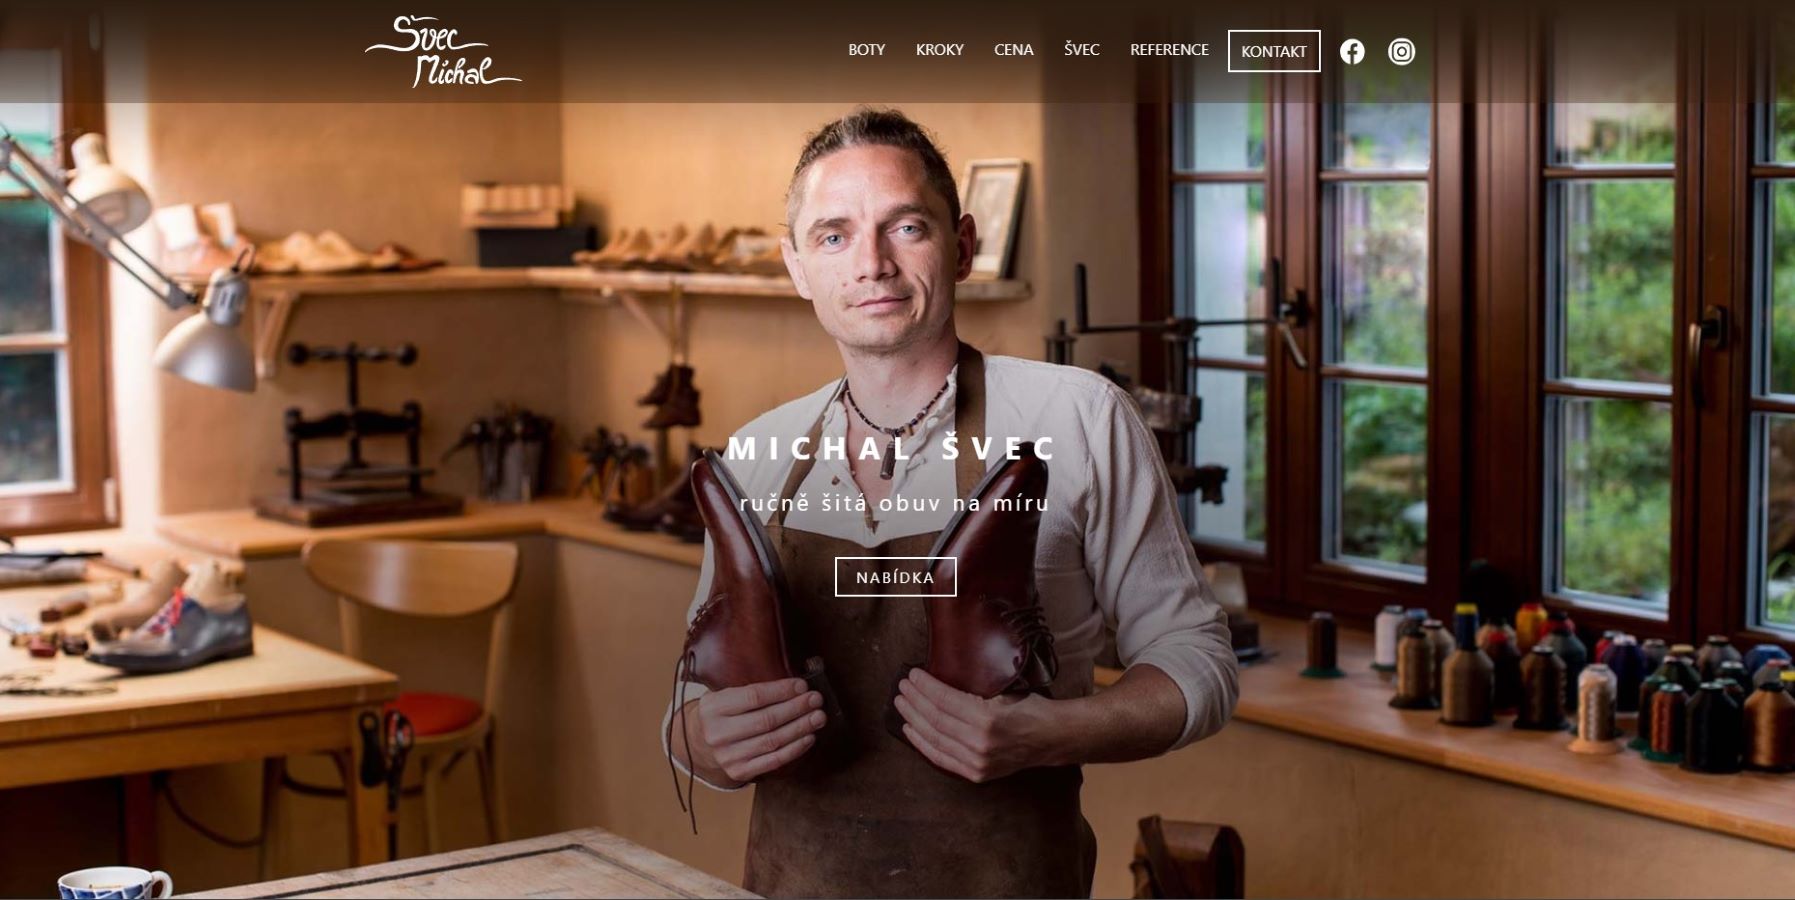 Švec
Michal
BOTY KROKY CENA ŠVEC REFERENCE KONTAKT
MICHAL ŠVEC
ručně šitá obuv na míru
NABÍDKA